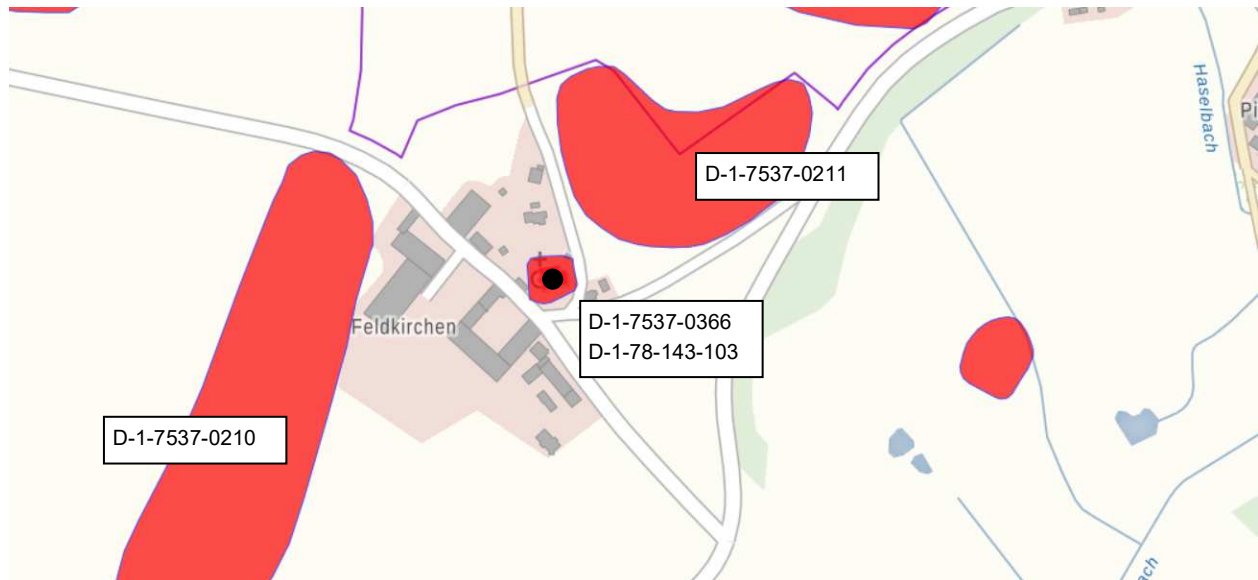 Haselbach
Pi
D-1-7537-0211
D-1-7537-0366
D-1-78-143-103
Feldkirchen
D-1-7537-0210
ach